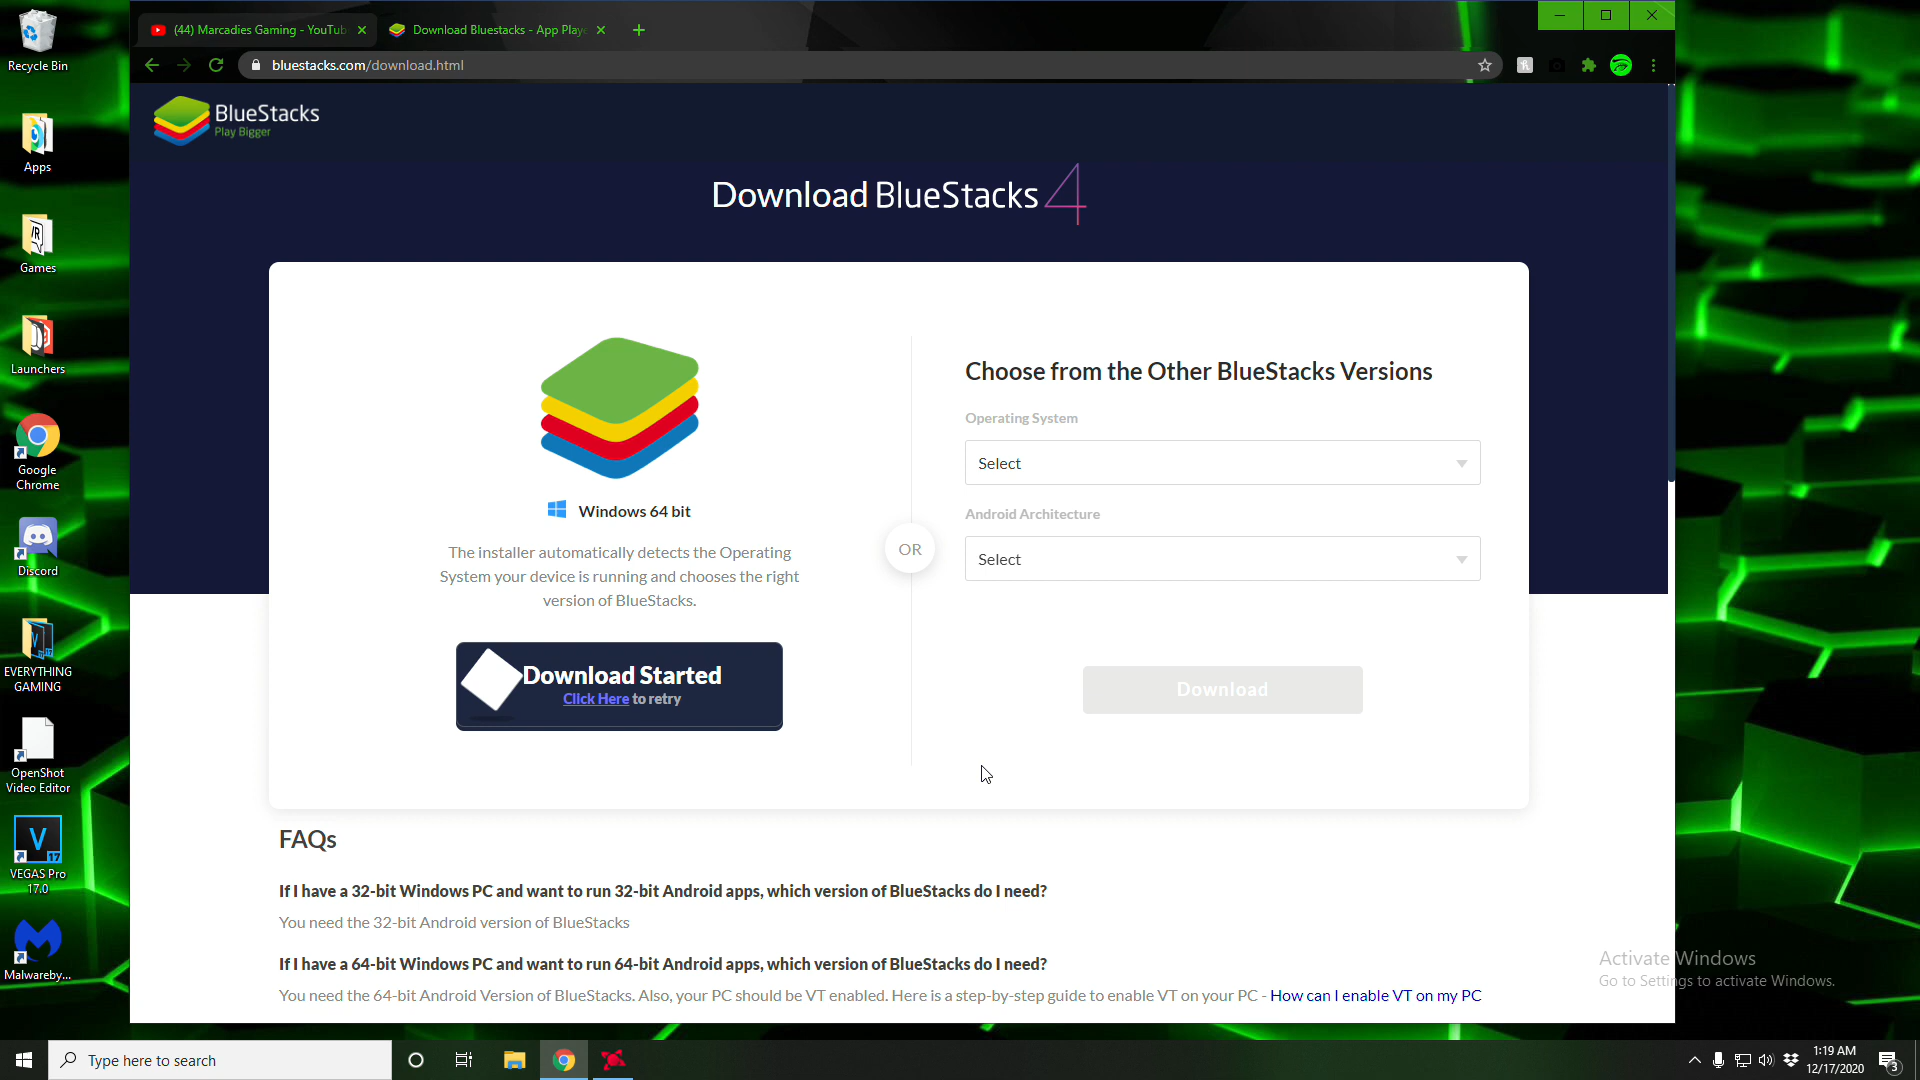 Recycle Bin
Apps
Games
Launchers
Google
Chrome
Discord
EVERYTHING
GAMING
OpenShot
Video Editor
V
17
VEGAS Pro
17.0
Malwareby...
(44) Marcadies Gaming - YouTub
Download Bluestacks - App Playe
bluestacks.com/download.html
BlueStacks
Play Bigger
Download BlueStacks 4
Windows 64 bit
The installer automatically detects the Operating
System your device is running and chooses the right
version of BlueStacks.
Download Started
Click Here to retry
OR
Choose from the Other BlueStacks Versions
Operating System
Select
Android Architecture
Select
Download
FAQs
If I have a 32-bit Windows PC and want to run 32-bit Android apps, which version of BlueStacks do I need?
You need the 32-bit Android version of BlueStacks
If I have a 64-bit Windows PC and want to run 64-bit Android apps, which version of BlueStacks do I need?
You need the 64-bit Android Version of BlueStacks. Also, your PC should be VT enabled. Here is a step-by-step guide to enable VT on your PC - How can I enable VT on my PC
Activate Windows
Go to Settings to activate Windows.
Type here to search
1:19 AM
12/17/2020
3